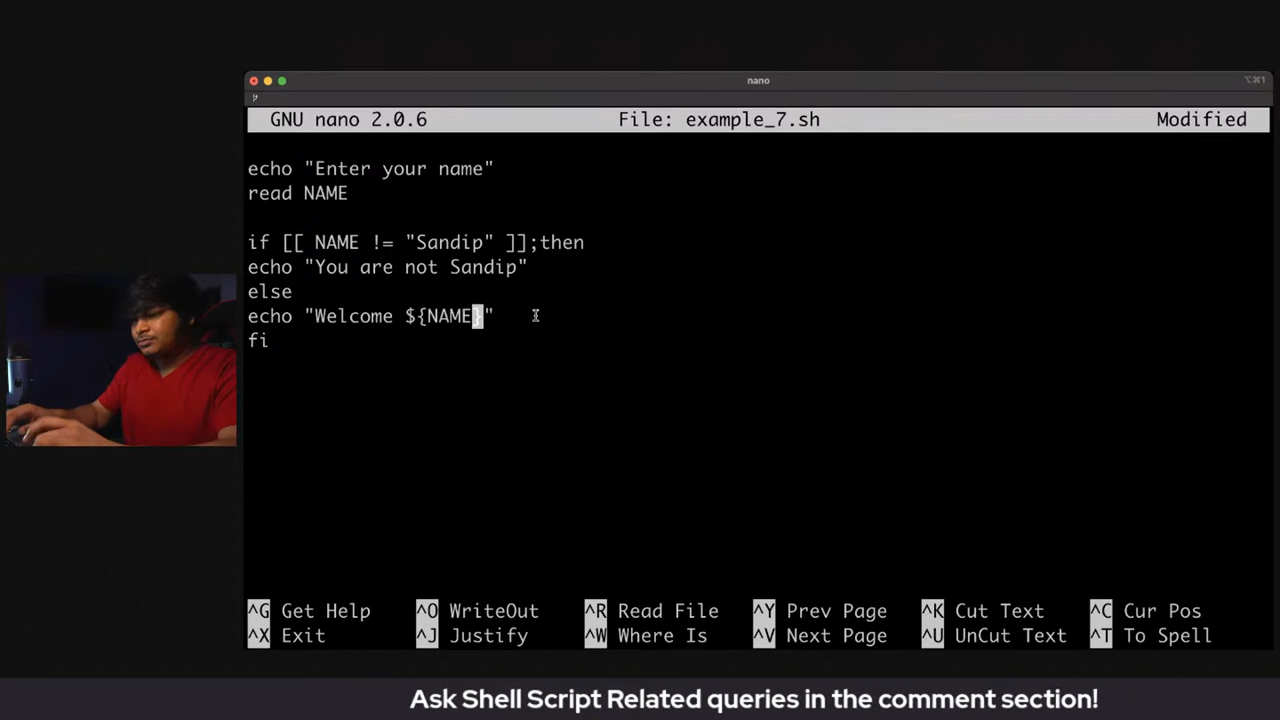 nano
⌥⌘1
GNU nano 2.0.6 File: example_7.sh Modified
echo "Enter your name"
read NAME
if [[ NAME != "Sandip" ]];then
echo "You are not Sandip"
else
echo "Welcome ${NAME}"
fi
^G Get Help ^O WriteOut ^R Read File ^Y Prev Page ^K Cut Text ^C Cur Pos
^X Exit ^J Justify ^W Where Is ^V Next Page ^U UnCut Text ^T To Spell
Ask Shell Script Related queries in the comment section!